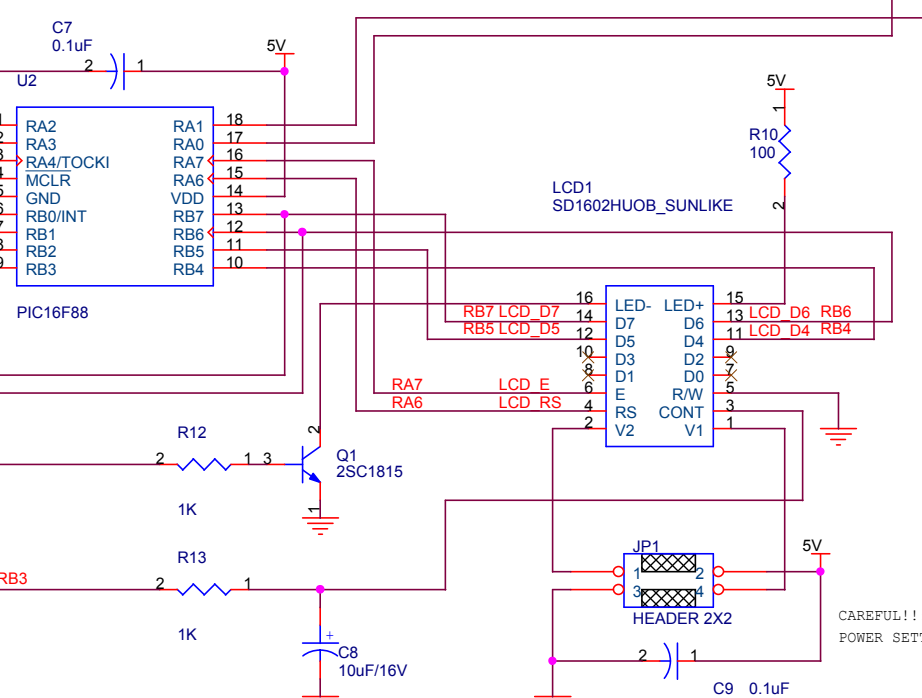 C7
0.1uF
2
1
5V
U2
RA2
RA3
RA4/TOCKI
MCLR
GND
RB0/INT
RB1
RB2
RB3
RA1
RA0
RA7
RA6
VDD
RB7
RB6
RB5
RB4
18
17
16
15
14
13
12
11
10
PIC16F88
5V
1
R10
100
2
LCD1
SD1602HUOB_SUNLIKE
16
14
12
10
8
6
4
2
LED-
D7
D5
D3
D1
E
RS
V2
LED+
D6
D4
D2
D0
R/W
CONT
V1
15
13
11
9
7
5
3
1
RB7 LCD_D7
RB5 LCD_D5
LCD_D6 RB6
LCD_D4 RB4
RA7 LCD_E
RA6 LCD_RS
R12
2
1
3
1K
2
Q1
2SC1815
1
R13
RB3
2
1
1K
+
C8
10uF/16V
JP1
1 2
3 4
HEADER 2X2
5V
CAREFUL!!
2
1
C9 0.1uF